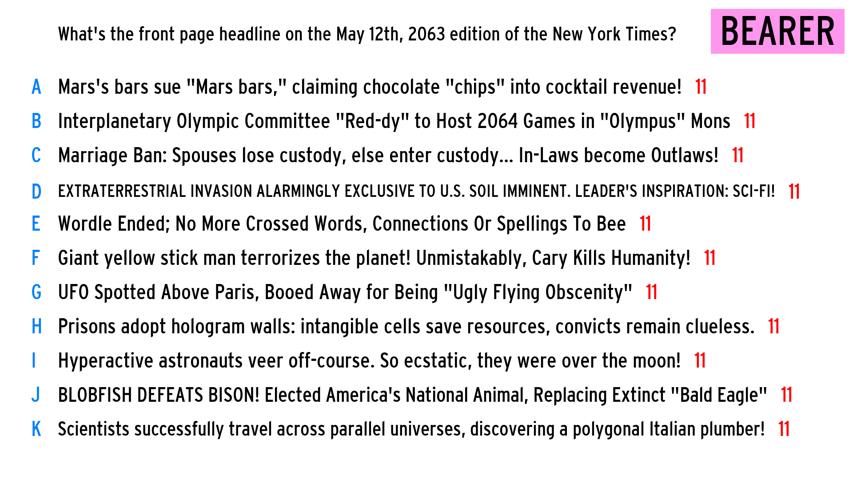 What's the front page headline on the May 12th, 2063 edition of the New York Times?
BEARER
A Mars's bars sue "Mars bars," claiming chocolate "chips" into cocktail revenue! 11
B Interplanetary Olympic Committee "Red-dy" to Host 2064 Games in "Olympus" Mons 11
C Marriage Ban: Spouses lose custody, else enter custody... In-Laws become Outlaws! 11
D EXTRATERRESTRIAL INVASION ALARMINGLY EXCLUSIVE TO U.S. SOIL IMMINENT. LEADER'S INSPIRATION: SCI-FI! 11
E Wordle Ended; No More Crossed Words, Connections Or Spellings To Bee 11
F Giant yellow stick man terrorizes the planet! Unmistakably, Cary Kills Humanity! 11
G UFO Spotted Above Paris, Booed Away for Being "Ugly Flying Obscenity" 11
H Prisons adopt hologram walls: intangible cells save resources, convicts remain clueless. 11
I Hyperactive astronauts veer off-course. So ecstatic, they were over the moon! 11
J BLOBFISH DEFEATS BISON! Elected America's National Animal, Replacing Extinct "Bald Eagle" 11
K Scientists successfully travel across parallel universes, discovering a polygonal Italian plumber! 11